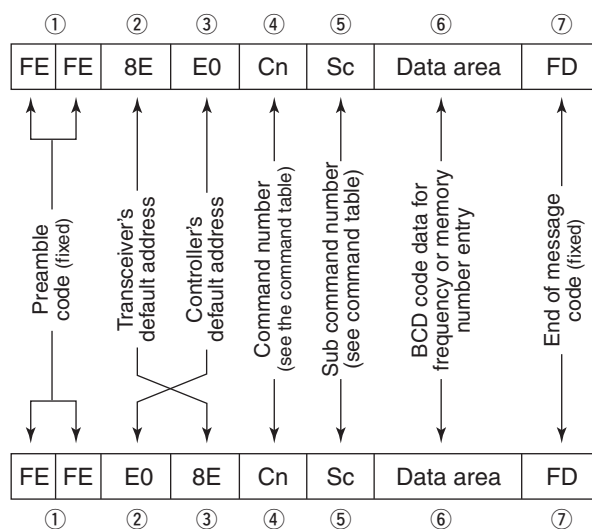 ① ② ③ ④ ⑤ ⑥ ⑦
FE FE 8E E0 Cn Sc Data area FD
Preamble
code (fixed)
Transceiver's
default address
Controller's
default address
Command number
(see the command table)
Sub command number
(see command table)
BCD code data for
frequency or memory
number entry
End of message
code (fixed)
FE FE E0 8E Cn Sc Data area FD
① ② ③ ④ ⑤ ⑥ ⑦